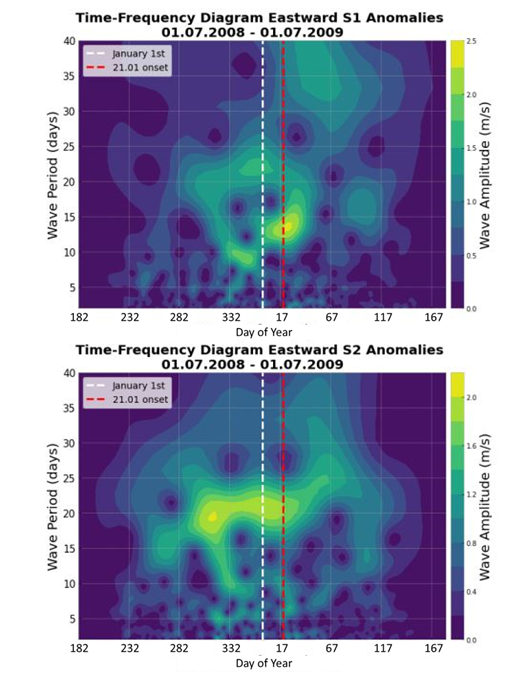 Time-Frequency Diagram Eastward S1 Anomalies
01.07.2008 - 01.07.2009
January 1st
21.01 onset
Wave Period (days)
40
35
30
25
20
15
10
5
182 232 282 332 17 67 117 167
Day of Year
2.5
2.0
1.5
1.0
0.5
0.0
Wave Amplitude (m/s)
Time-Frequency Diagram Eastward S2 Anomalies
01.07.2008 - 01.07.2009
January 1st
21.01 onset
Wave Period (days)
40
35
30
25
20
15
10
5
182 232 282 332 17 67 117 167
Day of Year
2.0
1.6
1.2
0.8
0.4
0.0
Wave Amplitude (m/s)